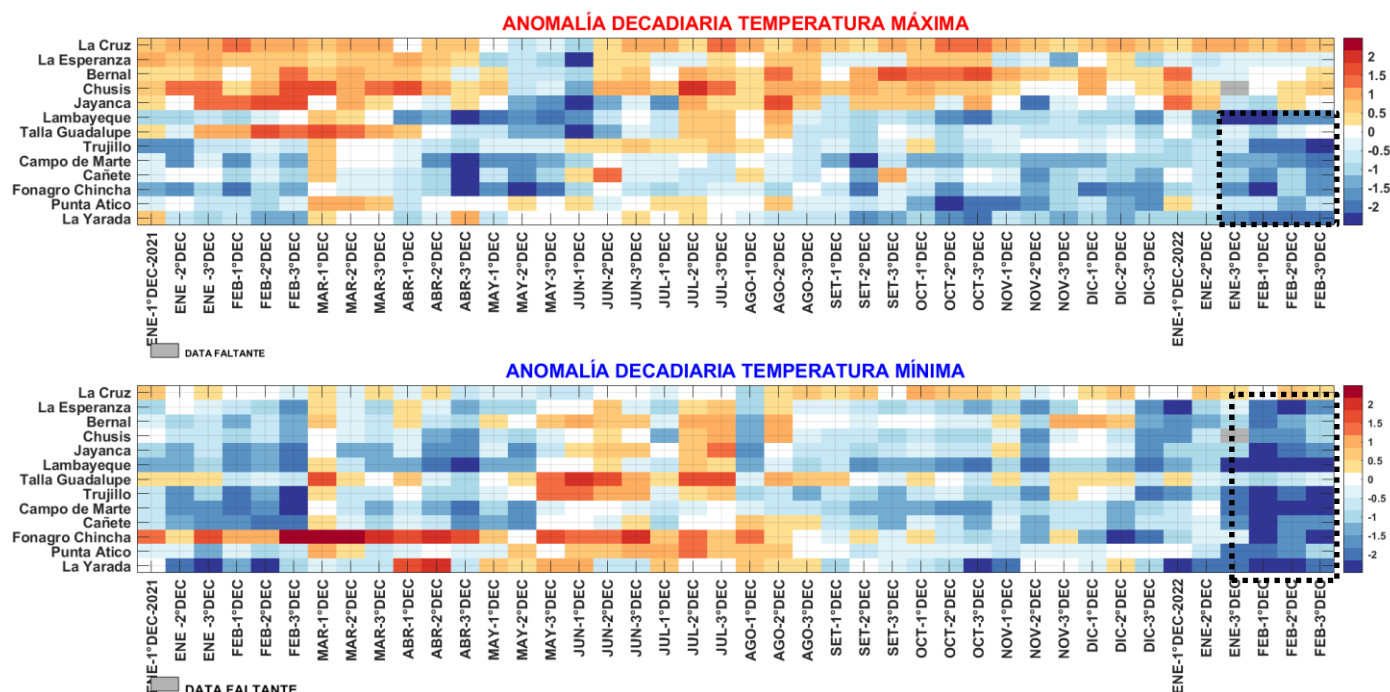 ANOMALÍA DECADIARIA TEMPERATURA MÁXIMA
La Cruz
La Esperanza
Bernal
Chusis
Jayanca
Lambayeque
Talla Guadalupe
Trujillo
Campo de Marte
Cañete
Fonagro Chincha
Punta Atico
La Yarada
2
1.5
1
0.5
0
-0.5
-1
-1.5
-2
ENE-1°DEC-2021
ENE-2°DEC
ENE -3°DEC
FEB-1°DEC
FEB-2°DEC
FEB-3°DEC
MAR-1°DEC
MAR-2°DEC
MAR-3°DEC
ABR-1°DEC
ABR-2°DEC
ABR-3°DEC
MAY-1°DEC
MAY-2°DEC
MAY-3°DEC
JUN-1°DEC
JUN-2°DEC
JUN-3°DEC
JUL-1°DEC
JUL-2°DEC
JUL-3°DEC
AGO-1°DEC
AGO-2°DEC
AGO-3°DEC
SET-1°DEC
SET-2°DEC
SET-3°DEC
OCT-1°DEC
OCT-2°DEC
OCT-3°DEC
NOV-1°DEC
NOV-2°DEC
NOV-3°DEC
DIC-1°DEC
DIC-2°DEC
DIC-3°DEC
ENE-1°DEC-2022
ENE-2°DEC
ENE-3°DEC
FEB-1°DEC
FEB-2°DEC
FEB-3°DEC
DATA FALTANTE
ANOMALÍA DECADIARIA TEMPERATURA MÍNIMA
La Cruz
La Esperanza
Bernal
Chusis
Jayanca
Lambayeque
Talla Guadalupe
Trujillo
Campo de Marte
Cañete
Fonagro Chincha
Punta Atico
La Yarada
2
1.5
1
0.5
0
-0.5
-1
-1.5
-2
ENE-1°DEC-2021
ENE-2°DEC
ENE -3°DEC
FEB-1°DEC
FEB-2°DEC
FEB-3°DEC
MAR-1°DEC
MAR-2°DEC
MAR-3°DEC
ABR-1°DEC
ABR-2°DEC
ABR-3°DEC
MAY-1°DEC
MAY-2°DEC
MAY-3°DEC
JUN-1°DEC
JUN-2°DEC
JUN-3°DEC
JUL-1°DEC
JUL-2°DEC
JUL-3°DEC
AGO-1°DEC
AGO-2°DEC
AGO-3°DEC
SET-1°DEC
SET-2°DEC
SET-3°DEC
OCT-1°DEC
OCT-2°DEC
OCT-3°DEC
NOV-1°DEC
NOV-2°DEC
NOV-3°DEC
DIC-1°DEC
DIC-2°DEC
DIC-3°DEC
ENE-1°DEC-2022
ENE-2°DEC
ENE-3°DEC
FEB-1°DEC
FEB-2°DEC
FEB-3°DEC
DATA FALTANTE